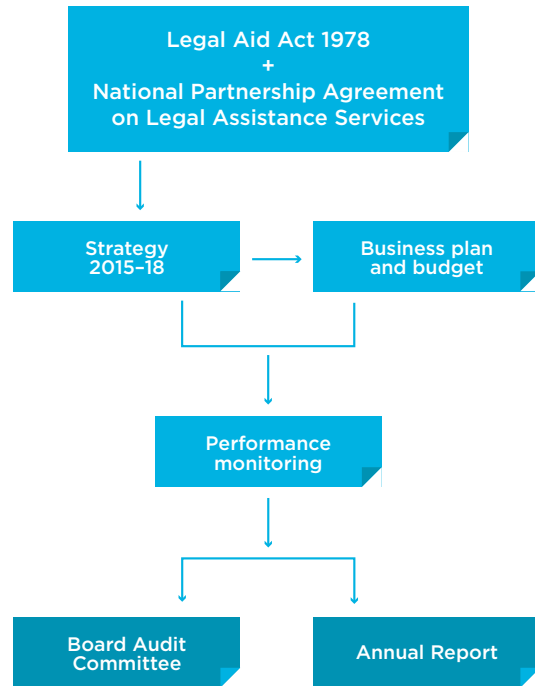 Legal Aid Act 1978
+
National Partnership Agreement
on Legal Assistance Services
Strategy
2015–18
Business plan
and budget
Performance
monitoring
Board Audit
Committee
Annual Report